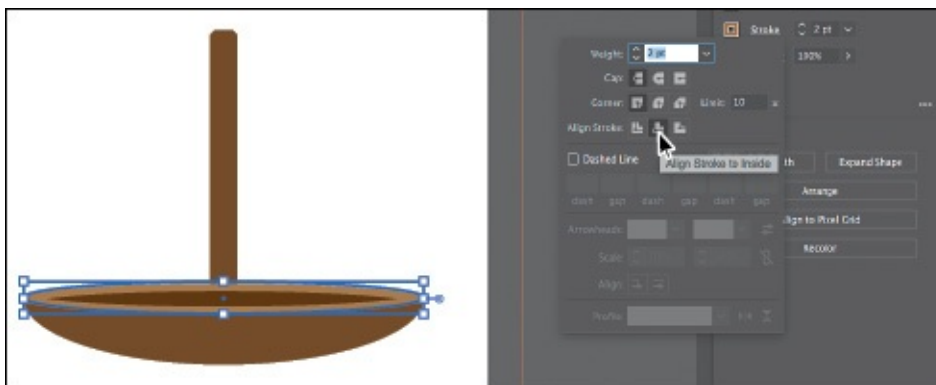 Stroke 2 pt
Weight: 2 pt
100%
Cap:
Corner: Limit: 10 x
Align Stroke:
Dashed Line
Align Stroke to Inside
th Expand Shape
dash gap dash gap dash gap
Arrange
Align to Pixel Grid
Arrowheads:
Recolor
Scale:
Align:
Profile: